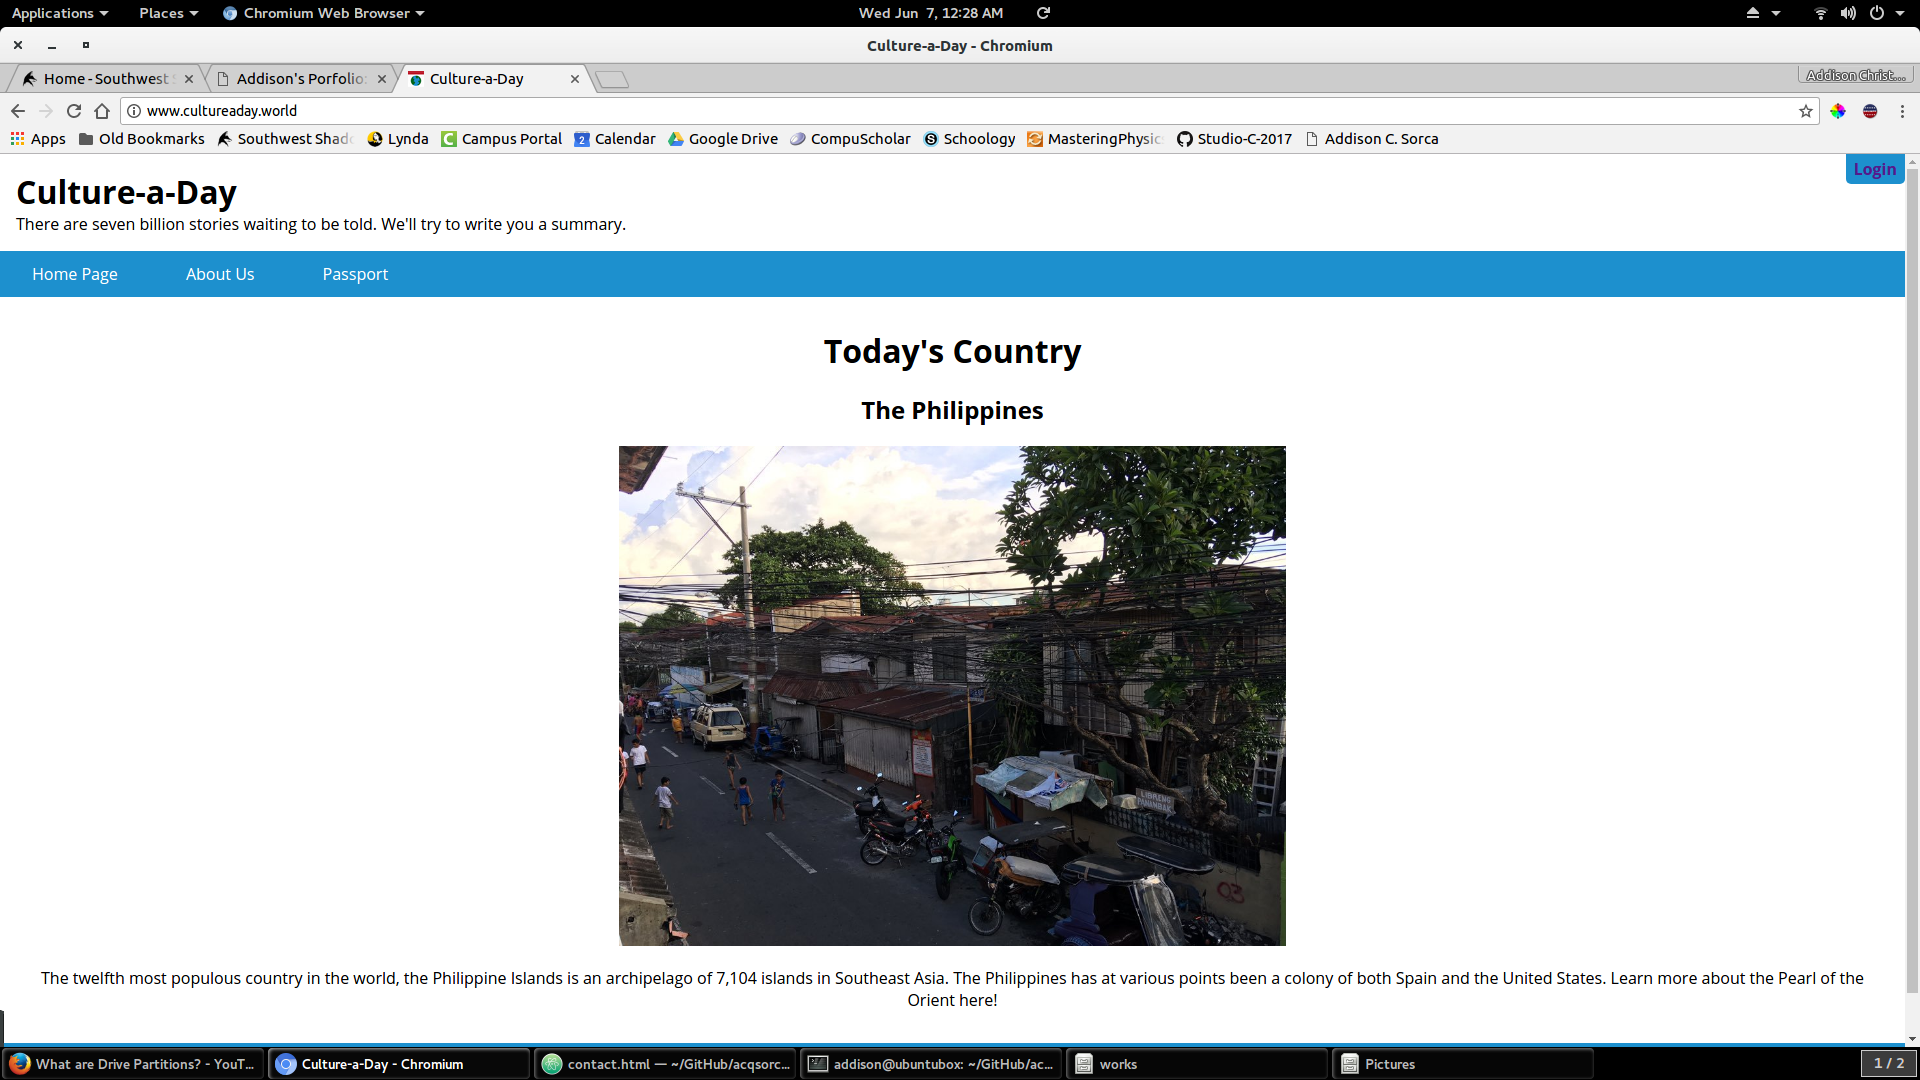 Applications Places Chromium Web Browser Wed Jun 7, 12:28 AM
Culture-a-Day - Chromium
Home - Southwest Addison's Porfolio Culture-a-Day Addison Christ...
www.cultureaday.world
Apps Old Bookmarks Southwest Shad Lynda Campus Portal 2 Calendar Google Drive CompuScholar Schoology MasteringPhysic Studio-C-2017 Addison C. Sorca
Login
Culture-a-Day
There are seven billion stories waiting to be told. We'll try to write you a summary.
Home Page About Us Passport
Today's Country
The Philippines
LIBRENG
PANANDAK
03
The twelfth most populous country in the world, the Philippine Islands is an archipelago of 7,104 islands in Southeast Asia. The Philippines has at various points been a colony of both Spain and the United States. Learn more about the Pearl of the
Orient here!
What are Drive Partitions? - YouT... Culture-a-Day - Chromium contact.html — ~/GitHub/acqsorc... addison@ubuntubox: ~/GitHub/ac... works Pictures 1 / 2